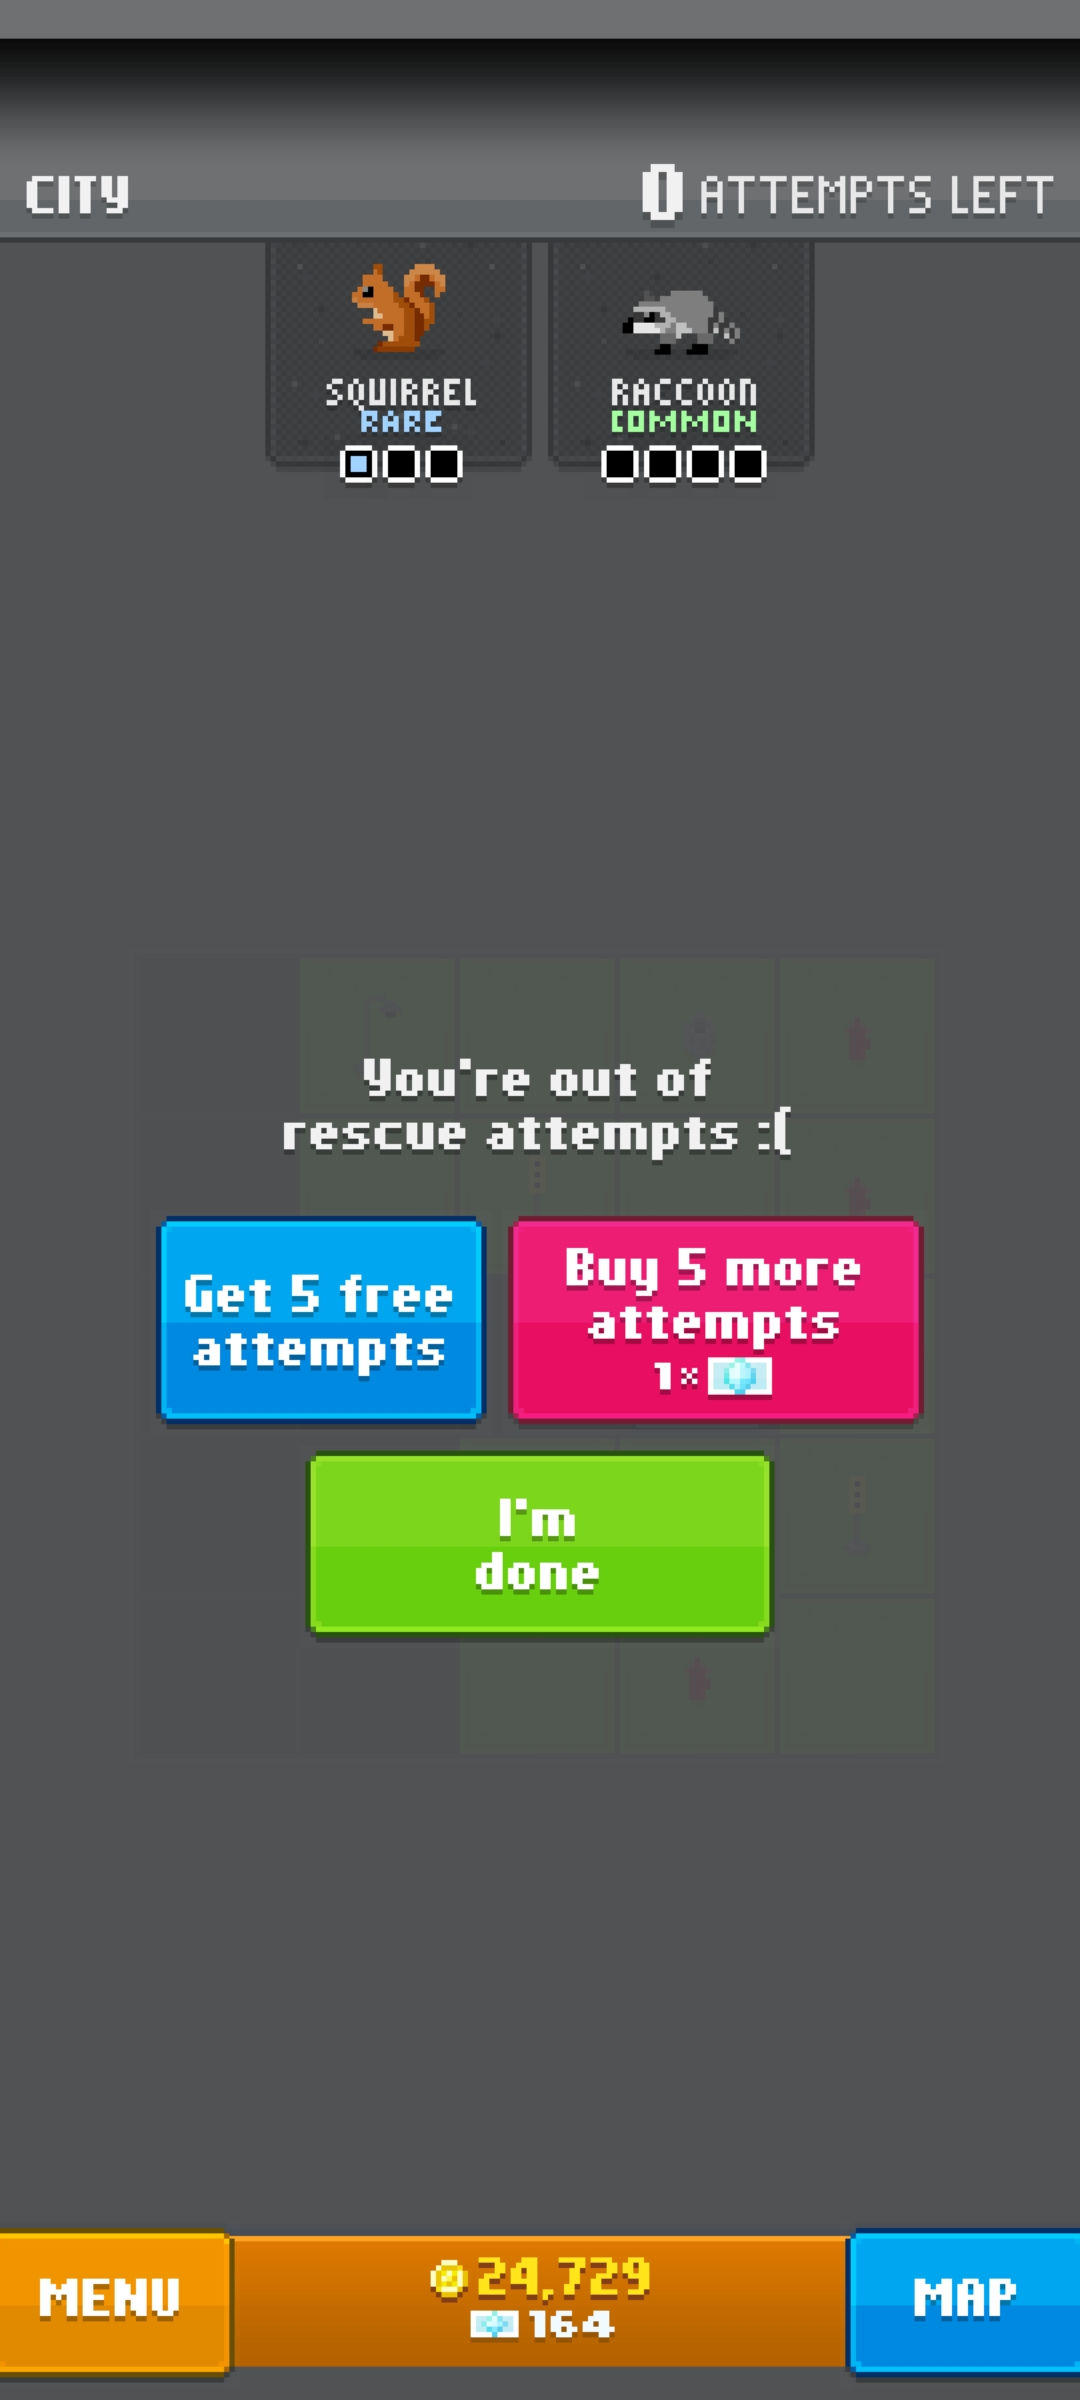 CITY
0 ATTEMPTS LEFT
SQUIRREL
RARE
RACCOON
COMMON
You're out of
rescue attempts :(
Get 5 free
attempts
Buy 5 more
attempts
1×
I'm
done
MENU
24,729
164
MAP